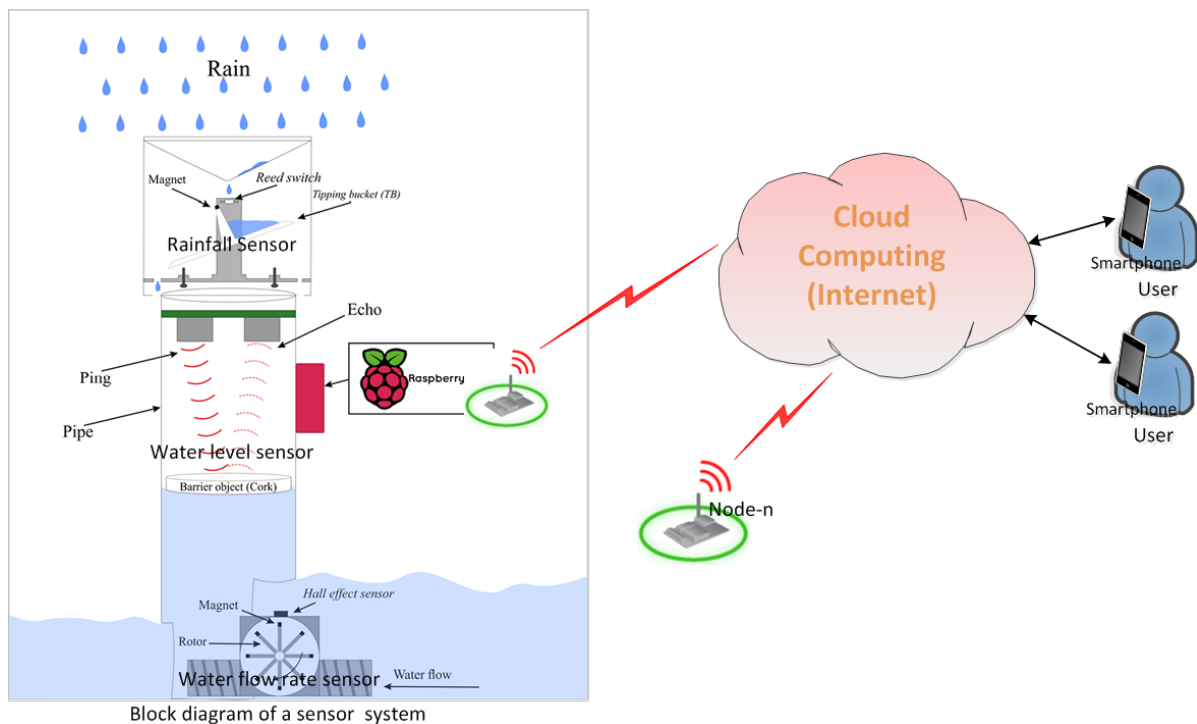 Rain
Magnet
Reed switch
Tipping bucket (TB)
Rainfall Sensor
Echo
Ping
Raspberry
Pipe
Water level sensor
Barrier object (Cork)
Hall effect sensor
Magnet
Rotor
Water flow rate sensor
Water flow
Block diagram of a sensor system
Cloud
Computing
(Internet)
Node-n
Smartphone
User
Smartphone
User